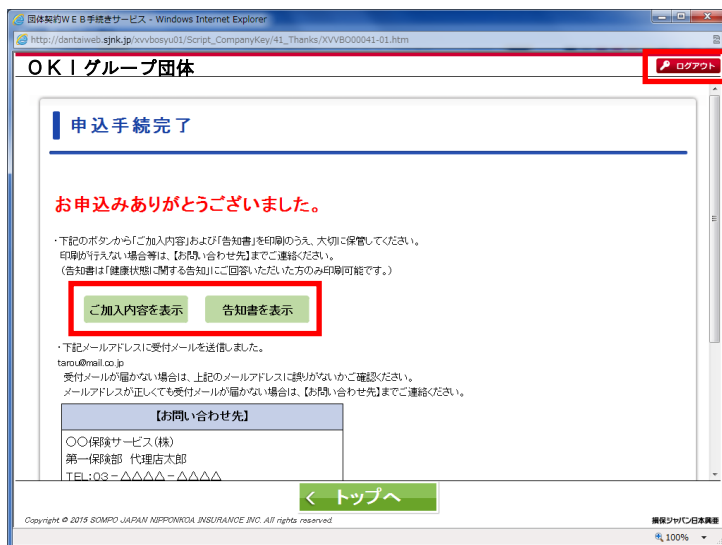 団体契約ＷＥＢ手続きサービス - Windows Internet Explorer
http://dantaiweb.sjnk.jp/xvvbosyu01/Script_CompanyKey/41_Thanks/XVVBO00041-01.htm
ＯＫＩグループ団体
ログアウト
申込手続完了
お申込みありがとうございました。
・下記のボタンから「ご加入内容」および「告知書」を印刷のうえ、大切に保管してください。
印刷が行えない場合等は、【お問い合わせ先】までご連絡ください。
（告知書は「健康状態に関する告知」にご回答いただいた方のみ印刷可能です。）
ご加入内容を表示 告知書を表示
・下記メールアドレスに受付メールを送信しました。
tarou@mail.co.jp
受付メールが届かない場合は、上記のメールアドレスに誤りがないかご確認ください。
メールアドレスが正しくても受付メールが届かない場合は、【お問い合わせ先】までご連絡ください。
【お問い合わせ先】
〇〇保険サービス（株）
第一保険部 代理店太郎
TEL：03－△△△△－△△△△
＜ トップへ
Copyright © 2015 SOMPO JAPAN NIPPONKOA INSURANCE INC. All rights reserved.
損保ジャパン日本興亜
100%